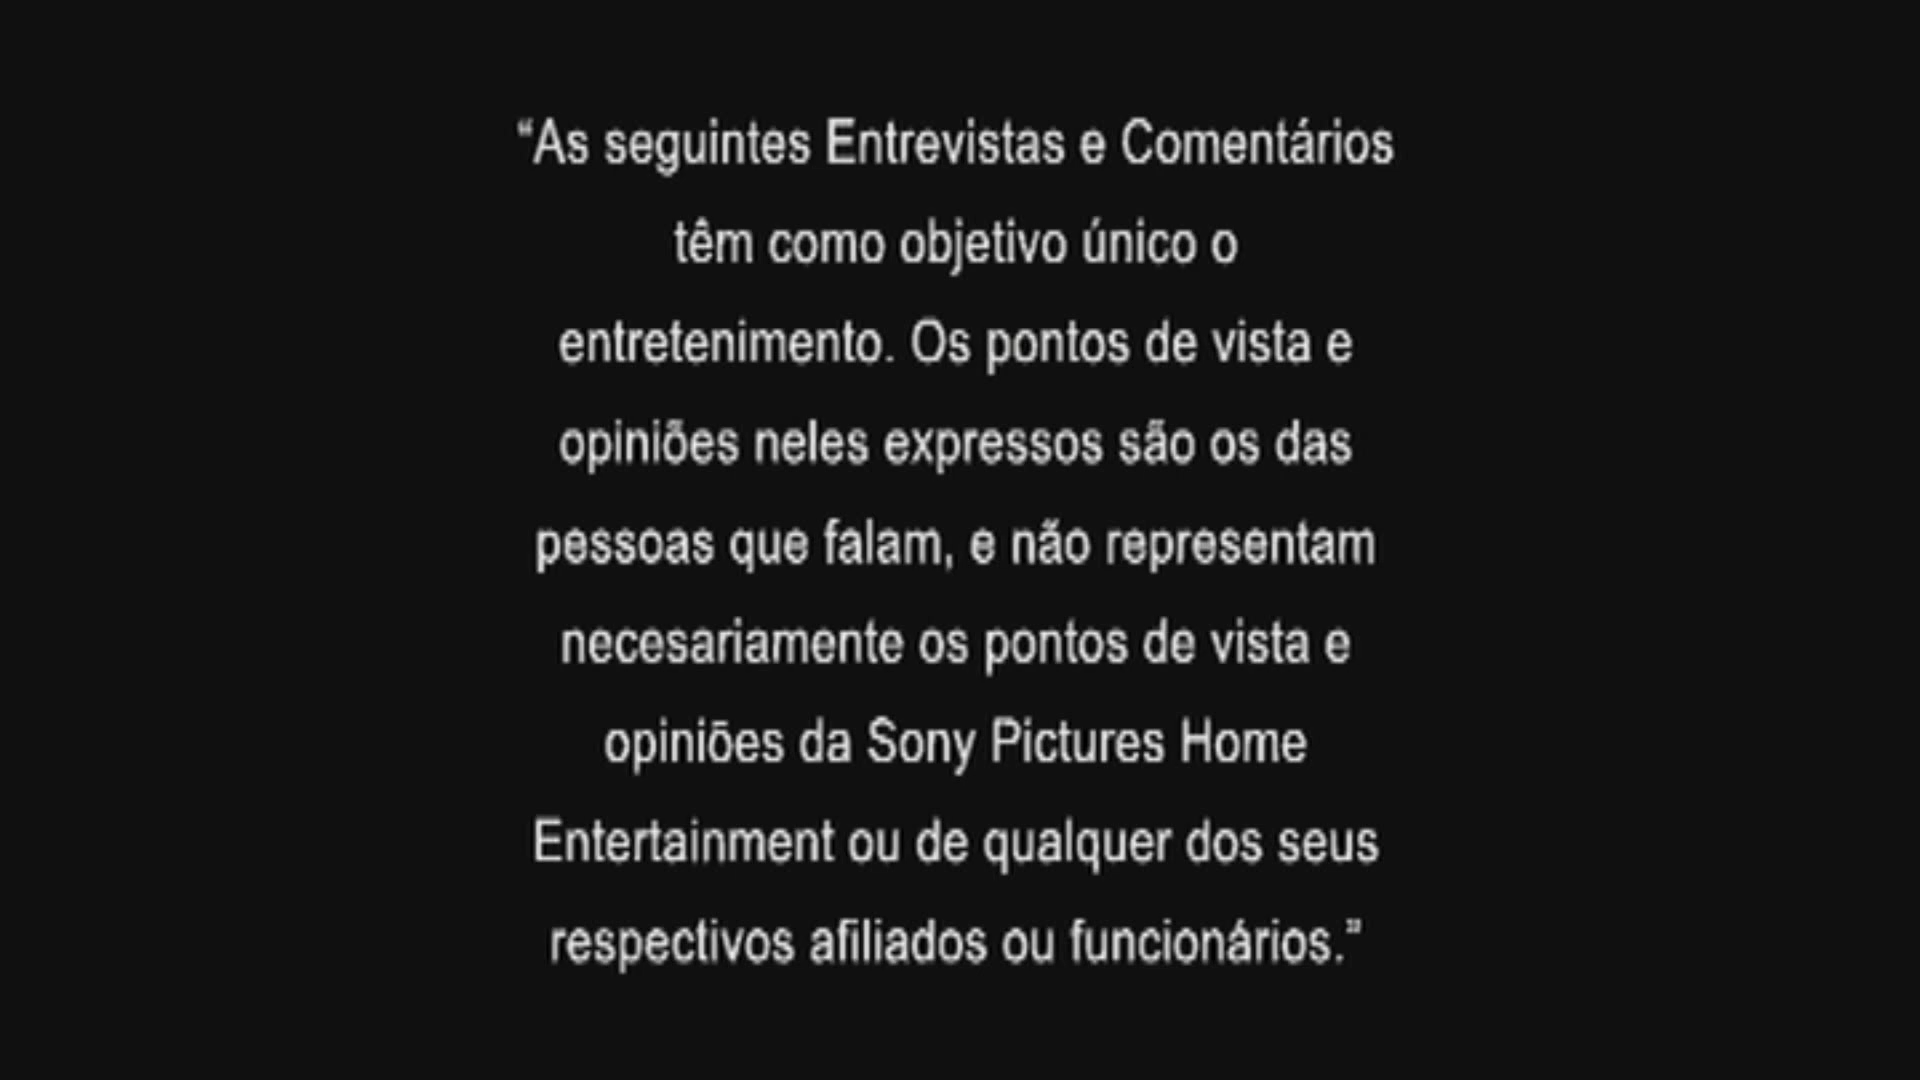 “As seguintes Entrevistas e Comentários
têm como objetivo único o
entretenimento. Os pontos de vista e
opiniões neles expressos são os das
pessoas que falam, e não representam
necesariamente os pontos de vista e
opiniões da Sony Pictures Home
Entertainment ou de qualquer dos seus
respectivos afiliados ou funcionários.”